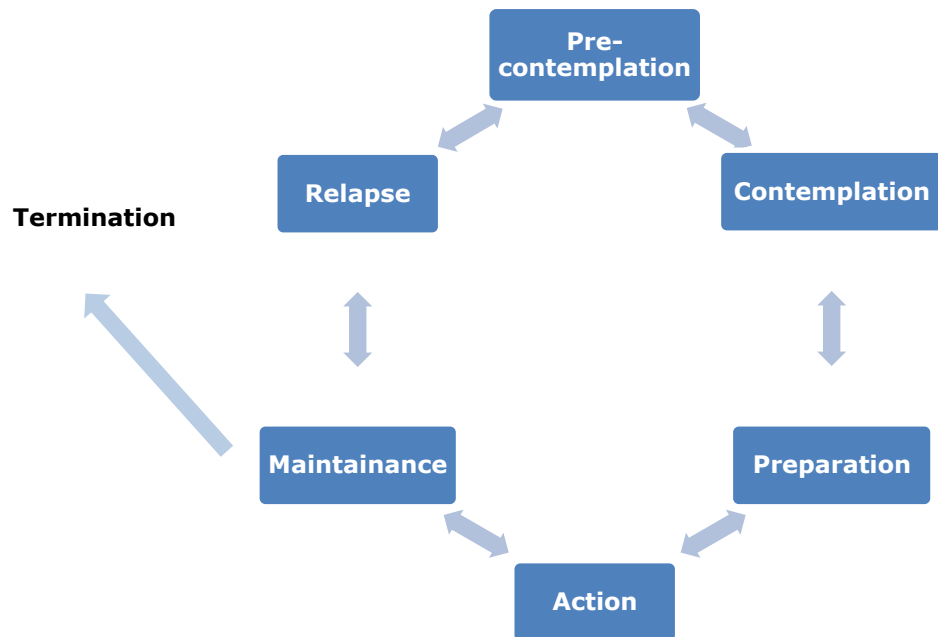 Pre-
contemplation
Relapse
Contemplation
Termination
Maintainance
Preparation
Action